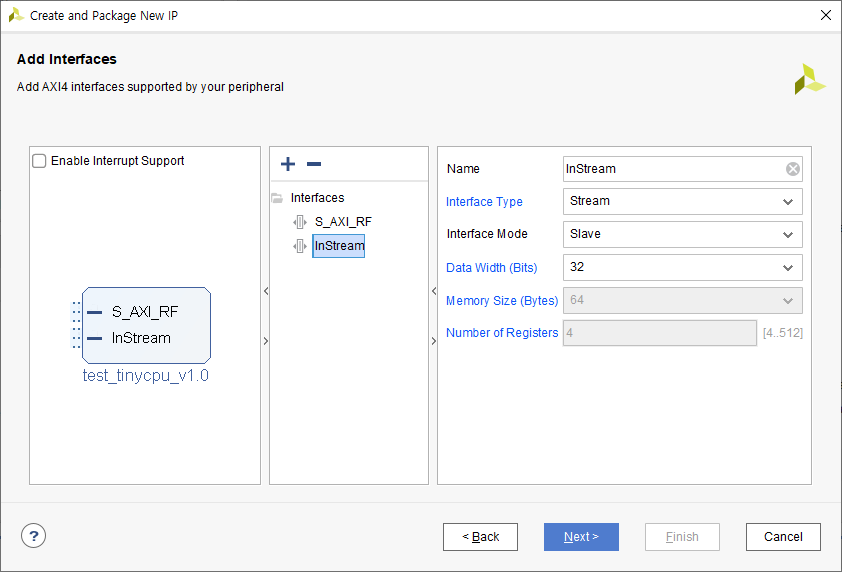 Create and Package New IP
Add Interfaces
Add AXI4 interfaces supported by your peripheral
Enable Interrupt Support
S_AXI_RF
InStream
test_tinycpu_v1.0
Interfaces
S_AXI_RF
InStream
Name InStream
Interface Type Stream
Interface Mode Slave
Data Width (Bits) 32
Memory Size (Bytes) 64
Number of Registers 4 [4..512]
? < Back Next > Finish Cancel